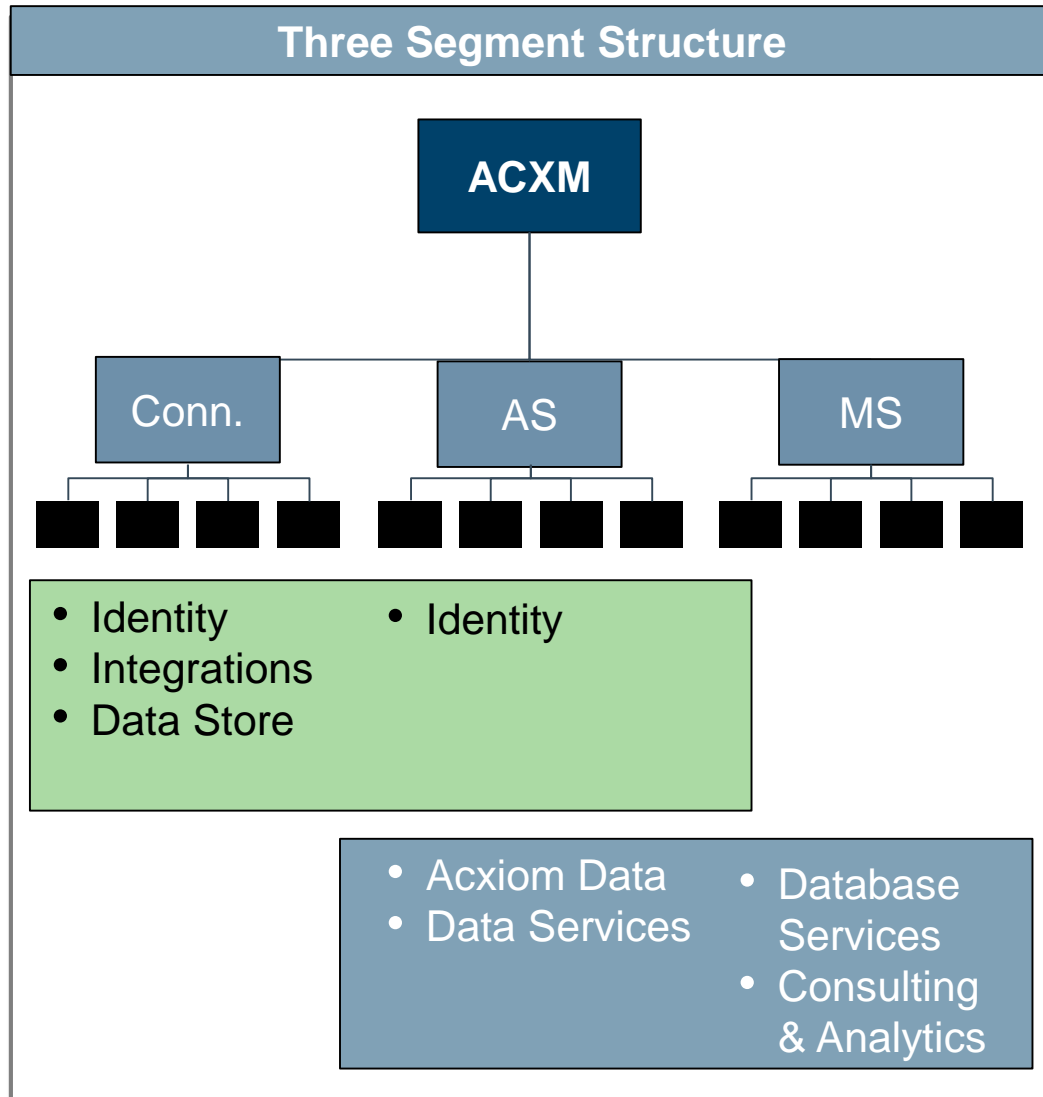 Three Segment Structure
ACXM
Conn.
AS
MS
• Identity
• Integrations
• Data Store
• Identity
• Acxiom Data
• Data Services
• Database
Services
• Consulting
& Analytics